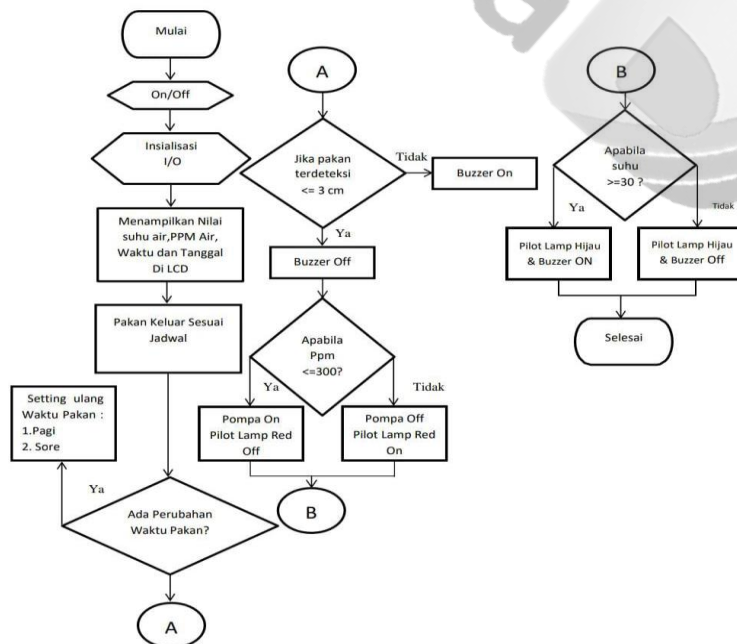 Mulai
On/Off
Insialisasi
I/O
Menampilkan Nilai
suhu air,PPM Air,
Waktu dan Tanggal
Di LCD
Pakan Keluar Sesuai
Jadwal
Setting ulang
Waktu Pakan :
1.Pagi
2. Sore
Ya
Ada Perubahan
Waktu Pakan?
A
A
Jika pakan
terdeteksi
<= 3 cm
Tidak
Buzzer On
Ya
Buzzer Off
Apabila
Ppm
<=300?
Ya
Tidak
Pompa On
Pilot Lamp Red
Off
Pompa Off
Pilot Lamp Red
On
B
B
Apabila
suhu
>=30 ?
Ya
Tidak
Pilot Lamp Hijau
& Buzzer ON
Pilot Lamp Hijau
& Buzzer Off
Selesai